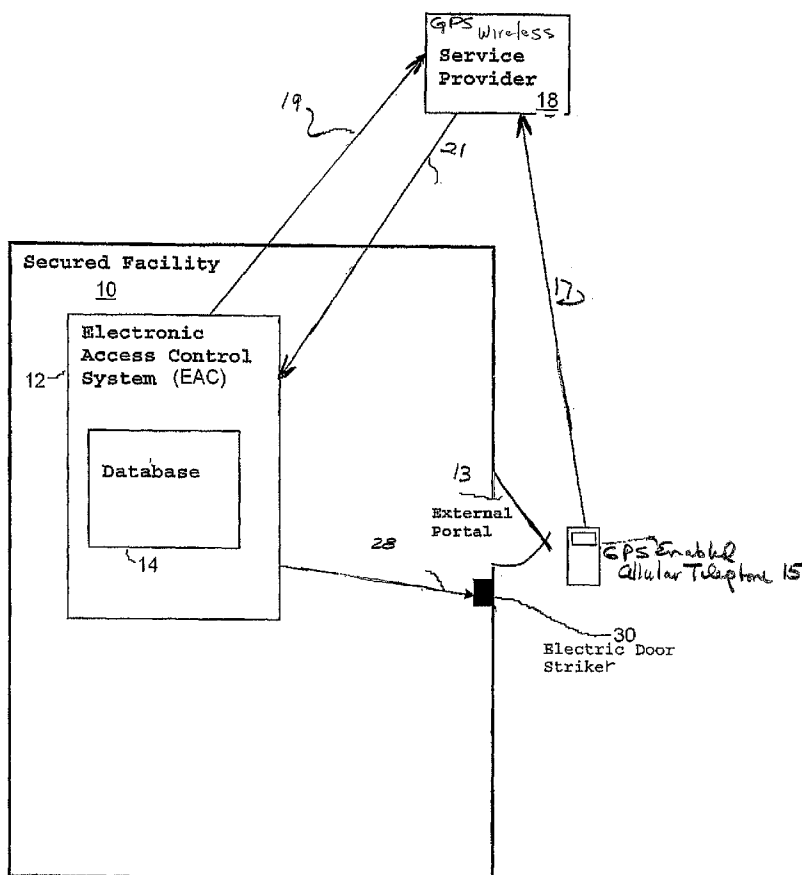 GPS Wireless
Service
Provider
18
19
21
17
Secured Facility
10
Electronic
Access Control
System (EAC)
12
Database
14
13
External
Portal
GPS Enabled
Cellular Telephone 15
28
30
Electric Door
Striker